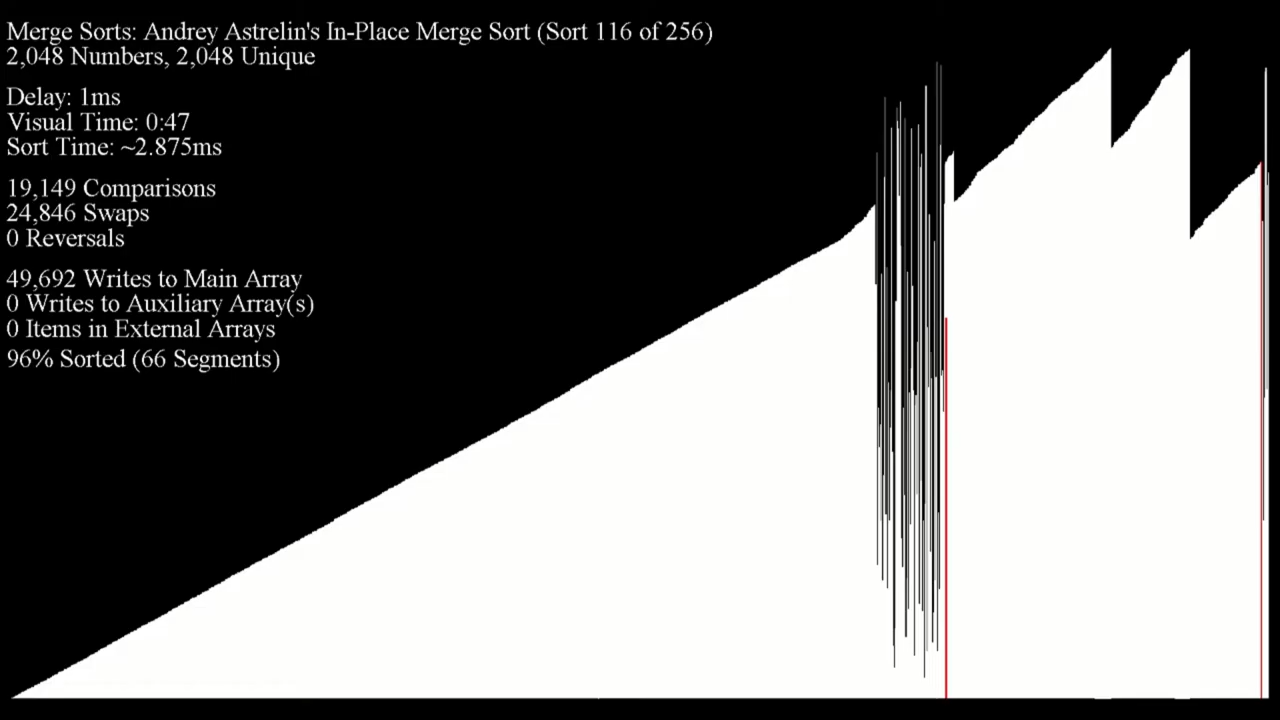 Merge Sorts: Andrey Astrelin's In-Place Merge Sort (Sort 116 of 256)
2,048 Numbers, 2,048 Unique
Delay: 1ms
Visual Time: 0:47
Sort Time: ~2.875ms
19,149 Comparisons
24,846 Swaps
0 Reversals
49,692 Writes to Main Array
0 Writes to Auxiliary Array(s)
0 Items in External Arrays
96% Sorted (66 Segments)